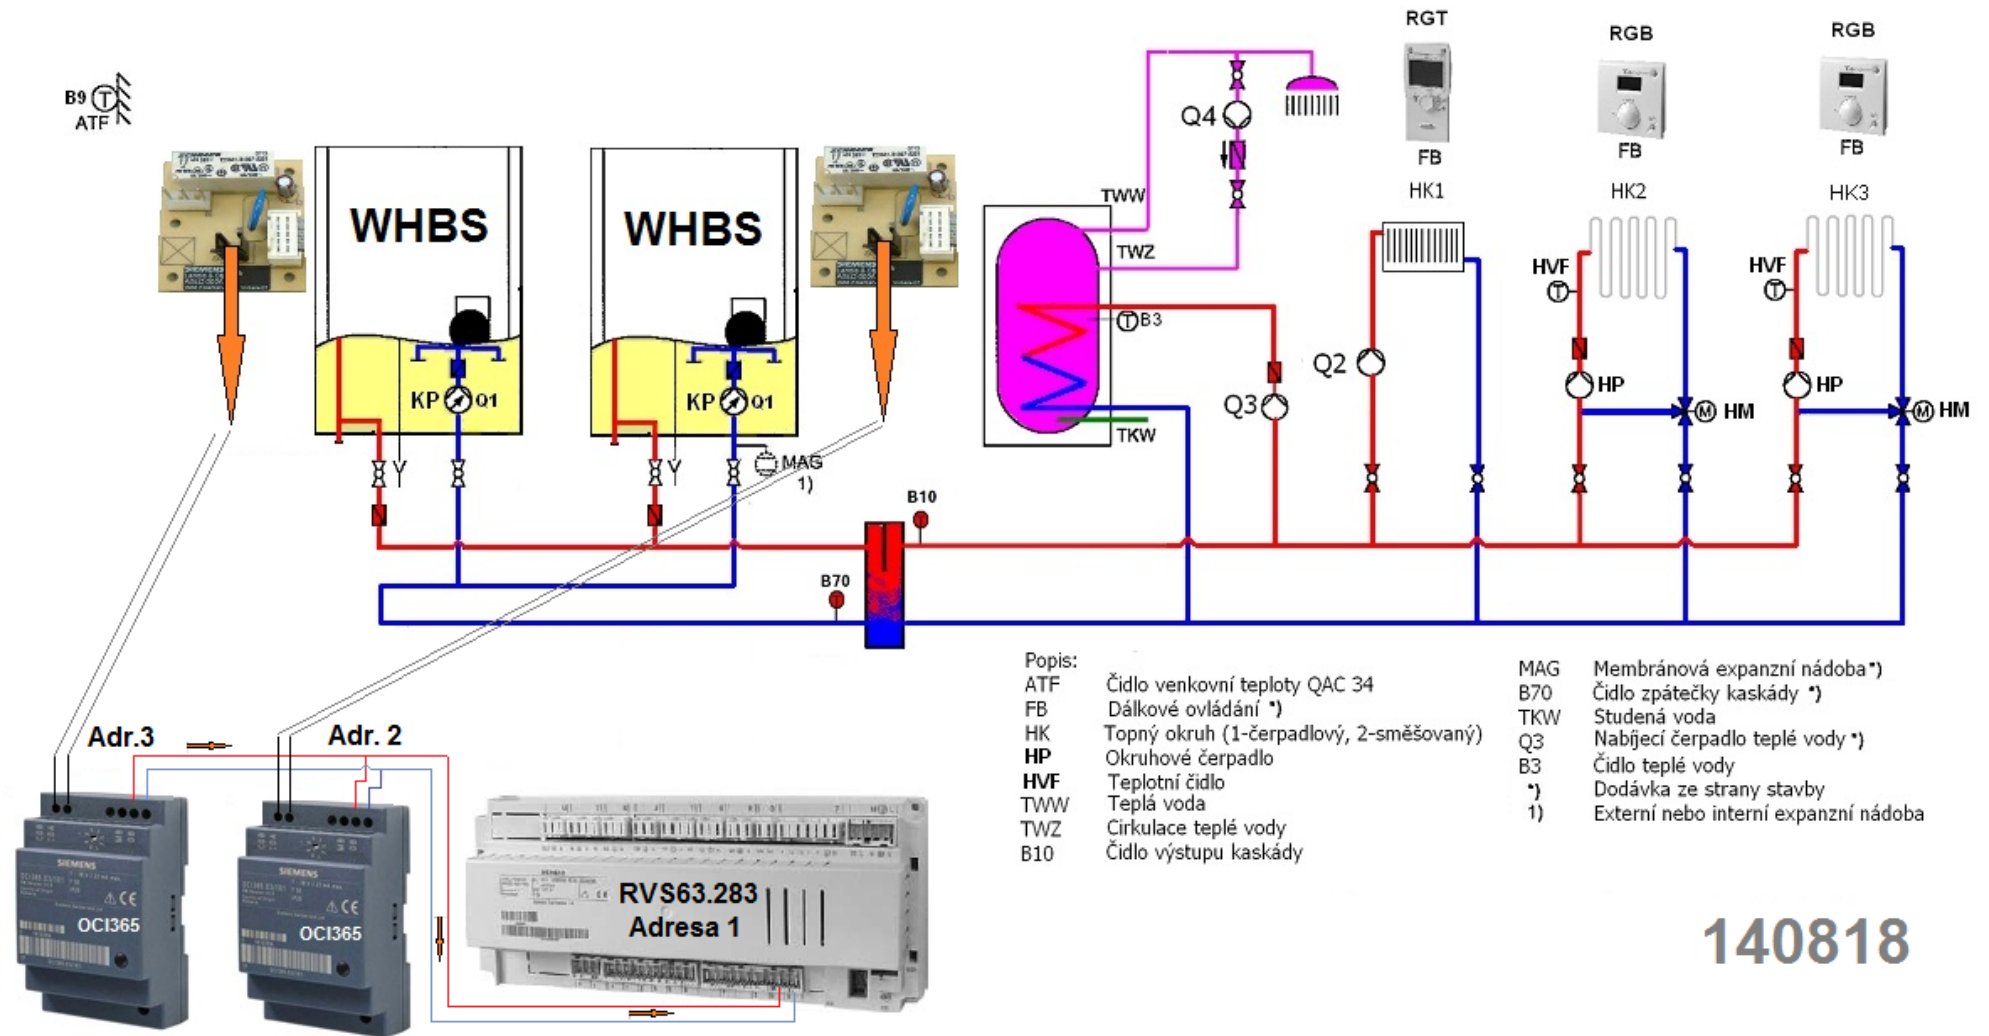 B9 T
ATF
WHBS
WHBS
KP
Q1
KP
Q1
MAG
1)
Q4
TWW
TWZ
T B3
TKW
Q3
Q2
RGT
FB
HK1
RGB
FB
HK2
RGB
FB
HK3
HVF
T
HP
M HM
HVF
T
HP
M HM
B10
T
B70
T
Adr.3
Adr. 2
SIEMENS
OCI365
SIEMENS
OCI365
RVS63.283
Adresa 1
Popis:
ATF Čidlo venkovní teploty QAC 34
FB Dálkové ovládání *)
HK Topný okruh (1-čerpadlový, 2-směšovaný)
HP Okruhové čerpadlo
HVF Teplotní čidlo
TWW Teplá voda
TWZ Cirkulace teplé vody
B10 Čidlo výstupu kaskády
MAG Membránová expanzní nádoba*)
B70 Čidlo zpátečky kaskády *)
TKW Studená voda
Q3 Nabíjecí čerpadlo teplé vody *)
B3 Čidlo teplé vody
*) Dodávka ze strany stavby
1) Externí nebo interní expanzní nádoba
140818